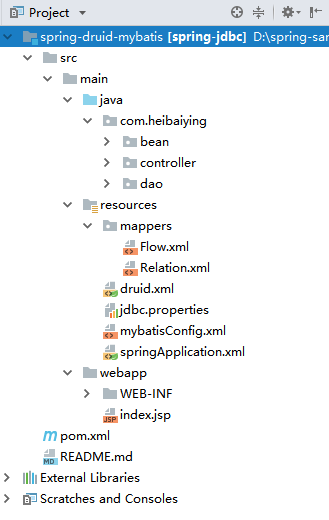 Project
spring-druid-mybatis [spring-jdbc] D:\spring-sar
src
main
java
com.heibaiying
bean
controller
dao
resources
mappers
Flow.xml
Relation.xml
druid.xml
jdbc.properties
mybatisConfig.xml
springApplication.xml
webapp
WEB-INF
JSP index.jsp
m pom.xml
MD README.md
External Libraries
Scratches and Consoles